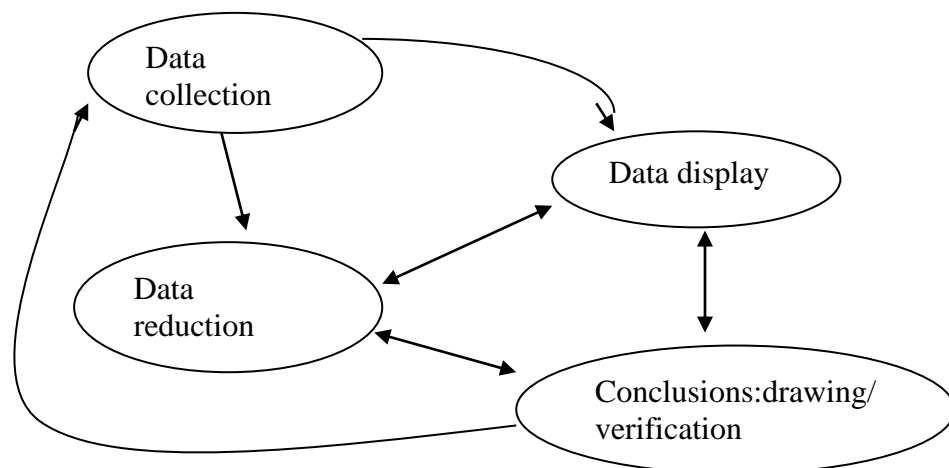 Data
collection
Data display
Data
reduction
Conclusions:drawing/
verification